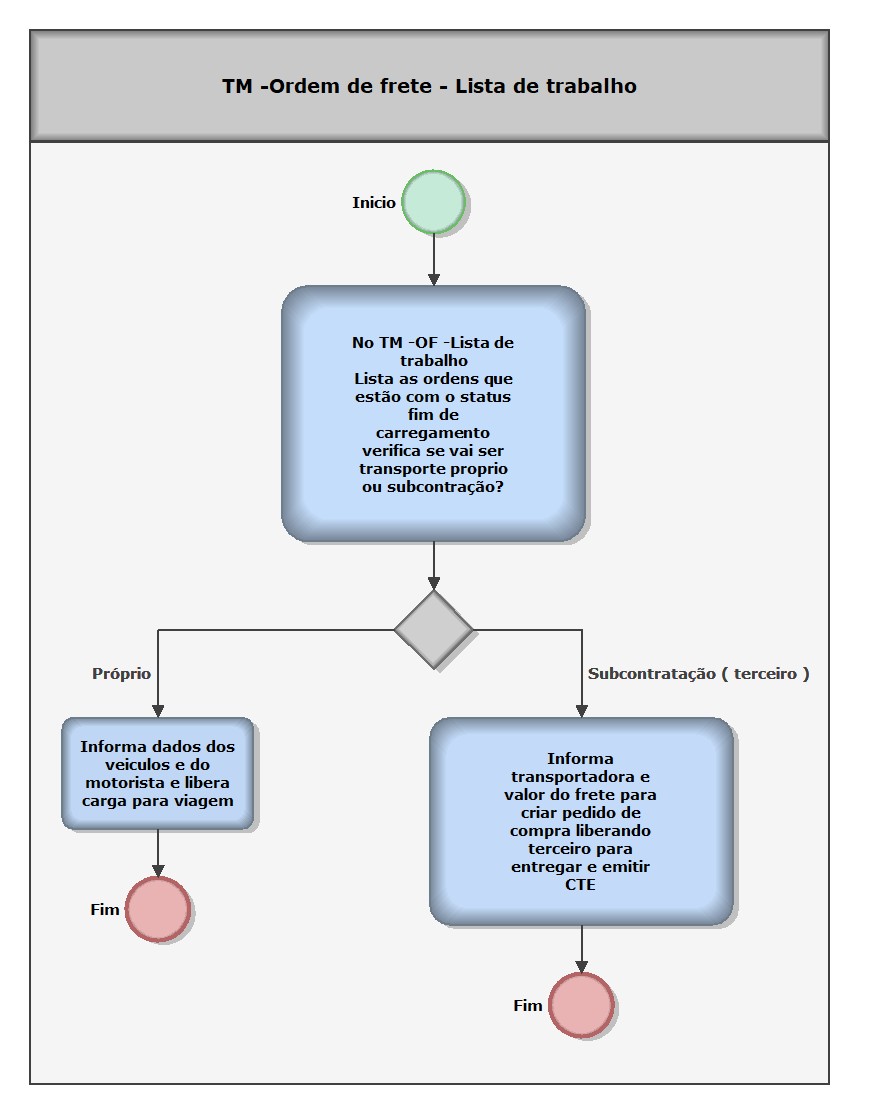 TM -Ordem de frete - Lista de trabalho
Inicio
No TM -OF -Lista de
trabalho
Lista as ordens que
estão com o status
fim de
carregamento
verifica se vai ser
transporte proprio
ou subcontração?
Próprio
Subcontratação ( terceiro )
Informa dados dos
veiculos e do
motorista e libera
carga para viagem
Informa
transportadora e
valor do frete para
criar pedido de
compra liberando
terceiro para
entregar e emitir
CTE
Fim
Fim